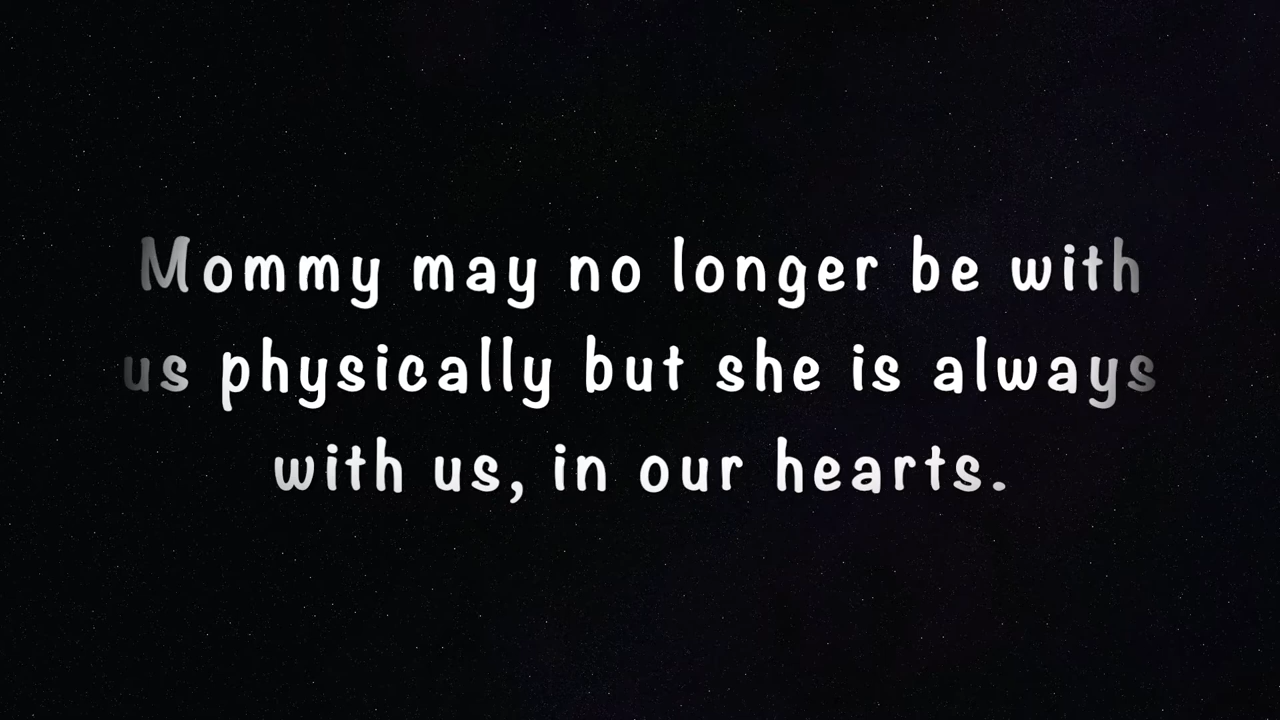 Mommy may no longer be with
us physically but she is always
with us, in our hearts.